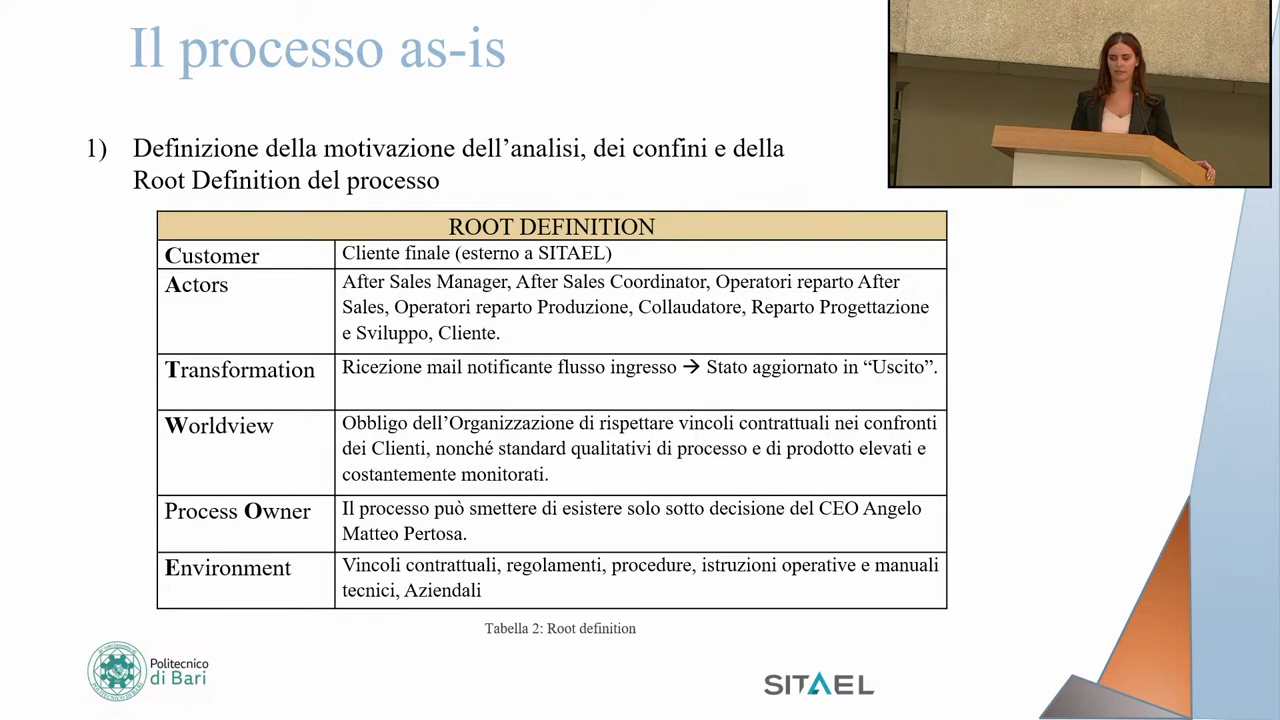 Il processo as-is
1) Definizione della motivazione dell’analisi, dei confini e della
Root Definition del processo
ROOT DEFINITION
Customer
Cliente finale (esterno a SITAEL)
Actors
After Sales Manager, After Sales Coordinator, Operatori reparto After
Sales, Operatori reparto Produzione, Collaudatore, Reparto Progettazione
e Sviluppo, Cliente.
Transformation
Ricezione mail notificante flusso ingresso → Stato aggiornato in “Uscito”.
Worldview
Obbligo dell’Organizzazione di rispettare vincoli contrattuali nei confronti
dei Clienti, nonché standard qualitativi di processo e di prodotto elevati e
costantemente monitorati.
Process Owner
Il processo può smettere di esistere solo sotto decisione del CEO Angelo
Matteo Pertosa.
Environment
Vincoli contrattuali, regolamenti, procedure, istruzioni operative e manuali
tecnici, Aziendali
Tabella 2: Root definition
Politecnico
di Bari
SITAEL